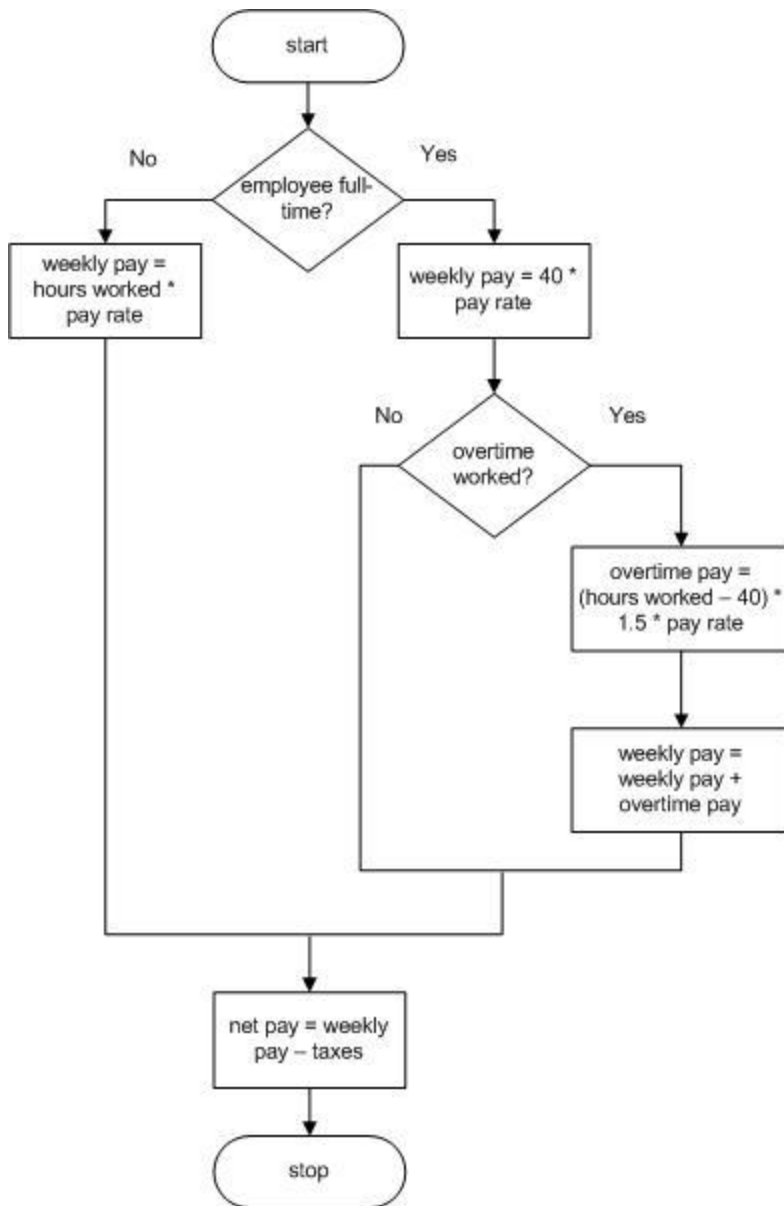 start
No
Yes
employee full-
time?
weekly pay =
hours worked *
pay rate
weekly pay = 40 *
pay rate
No
Yes
overtime
worked?
overtime pay =
(hours worked – 40) *
1.5 * pay rate
weekly pay =
weekly pay +
overtime pay
net pay = weekly
pay – taxes
stop